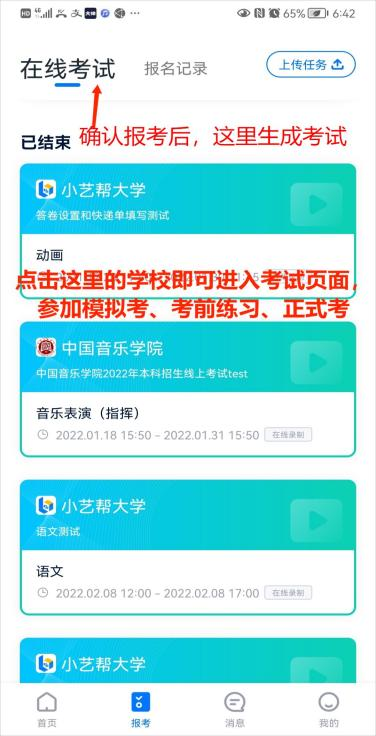 65% 6:42
在线考试 报名记录 上传任务
已结束 确认报考后，这里生成考试
小艺帮大学
答卷设置和快递单填写测试
动画
点击这里的学校即可进入考试页面，
参加模拟考、考前练习、正式考
中国音乐学院
中国音乐学院2022年本科招生线上考试test
音乐表演（指挥）
2022.01.18 15:50 - 2022.01.31 15:50 在线录制
小艺帮大学
语文测试
语文
2022.02.08 12:00 - 2022.02.08 17:00 在线录制
小艺帮大学
首页 报考 消息 我的